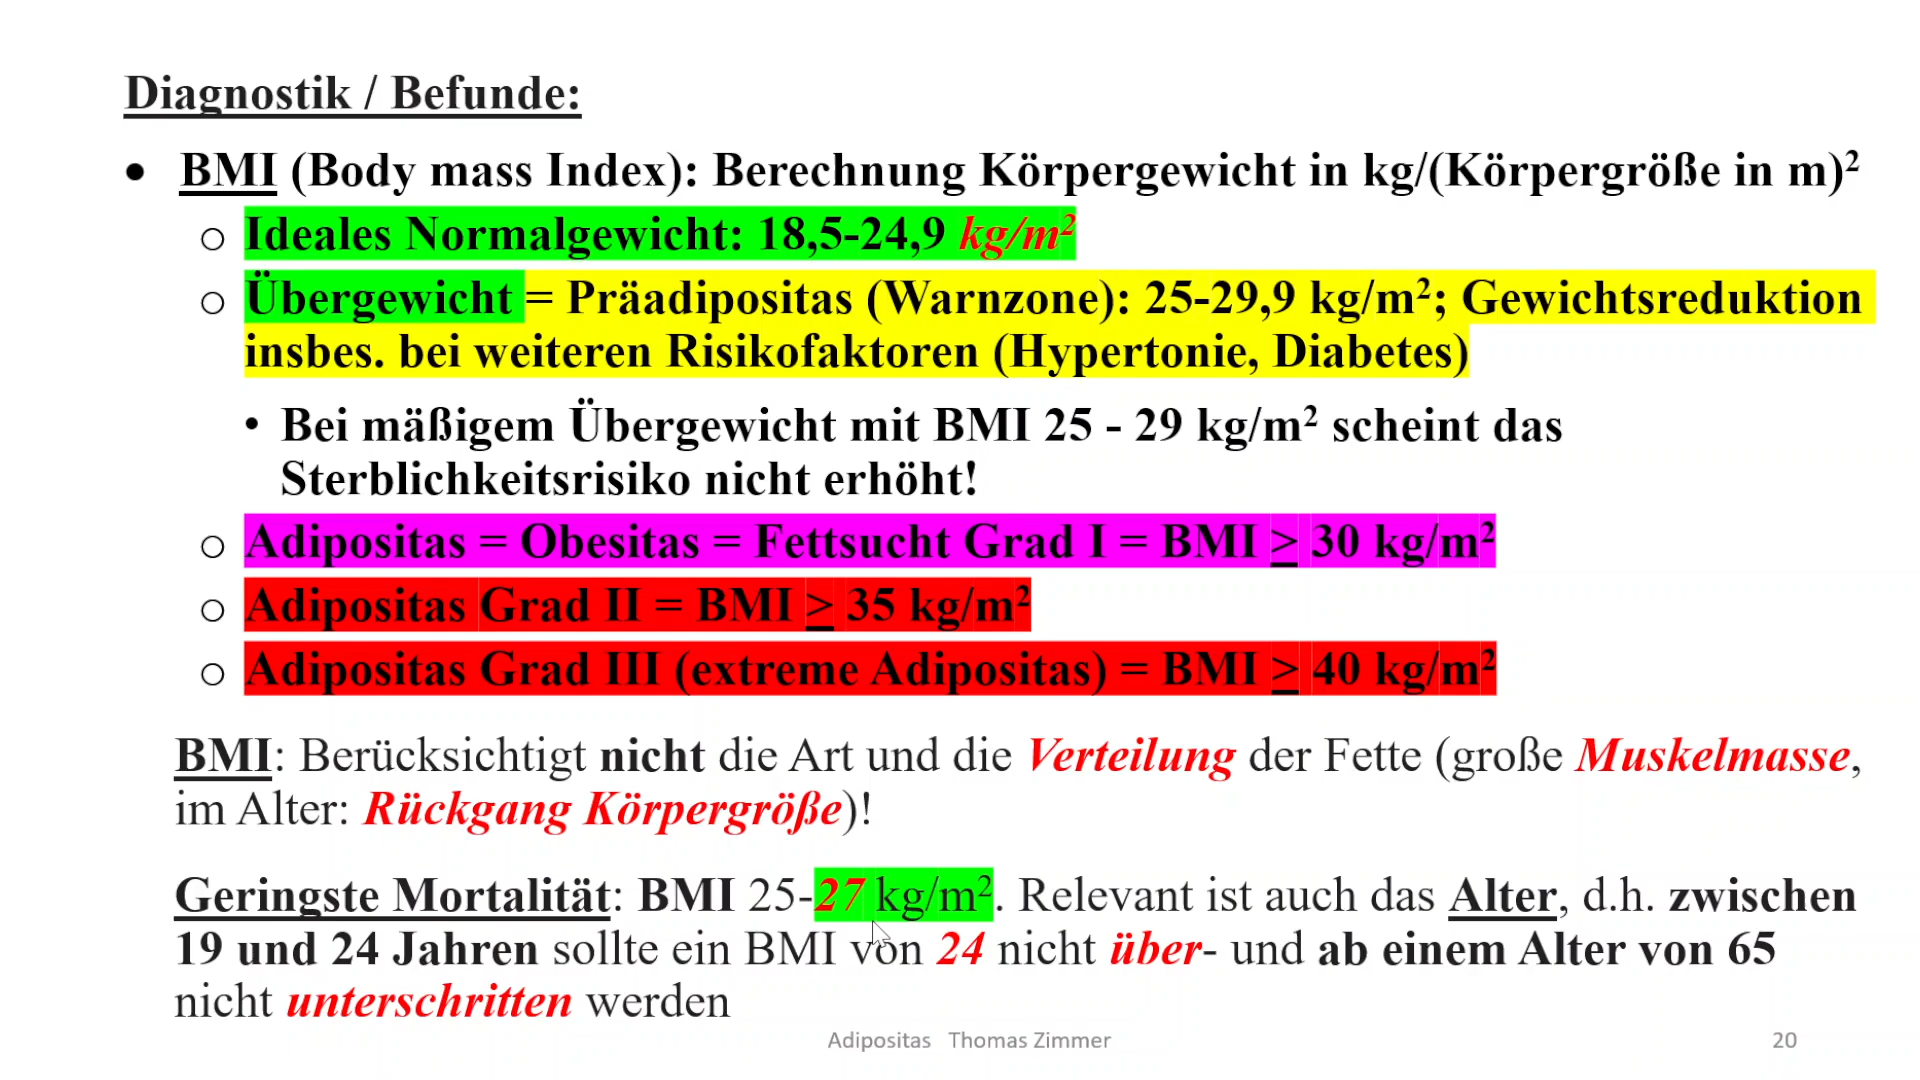 Diagnostik / Befunde:
• BMI (Body mass Index): Berechnung Körpergewicht in kg/(Körpergröße in m)²
o Ideales Normalgewicht: 18,5-24,9 kg/m²
o Übergewicht = Präadipositas (Warnzone): 25-29,9 kg/m²; Gewichtsreduktion
insbes. bei weiteren Risikofaktoren (Hypertonie, Diabetes)
• Bei mäßigem Übergewicht mit BMI 25 - 29 kg/m² scheint das
Sterblichkeitsrisiko nicht erhöht!
o Adipositas = Obesitas = Fettsucht Grad I = BMI ≥ 30 kg/m²
o Adipositas Grad II = BMI ≥ 35 kg/m²
o Adipositas Grad III (extreme Adipositas) = BMI ≥ 40 kg/m²
BMI: Berücksichtigt nicht die Art und die Verteilung der Fette (große Muskelmasse,
im Alter: Rückgang Körpergröße)!
Geringste Mortalität: BMI 25-27 kg/m². Relevant ist auch das Alter, d.h. zwischen
19 und 24 Jahren sollte ein BMI von 24 nicht über- und ab einem Alter von 65
nicht unterschritten werden
Adipositas Thomas Zimmer
20